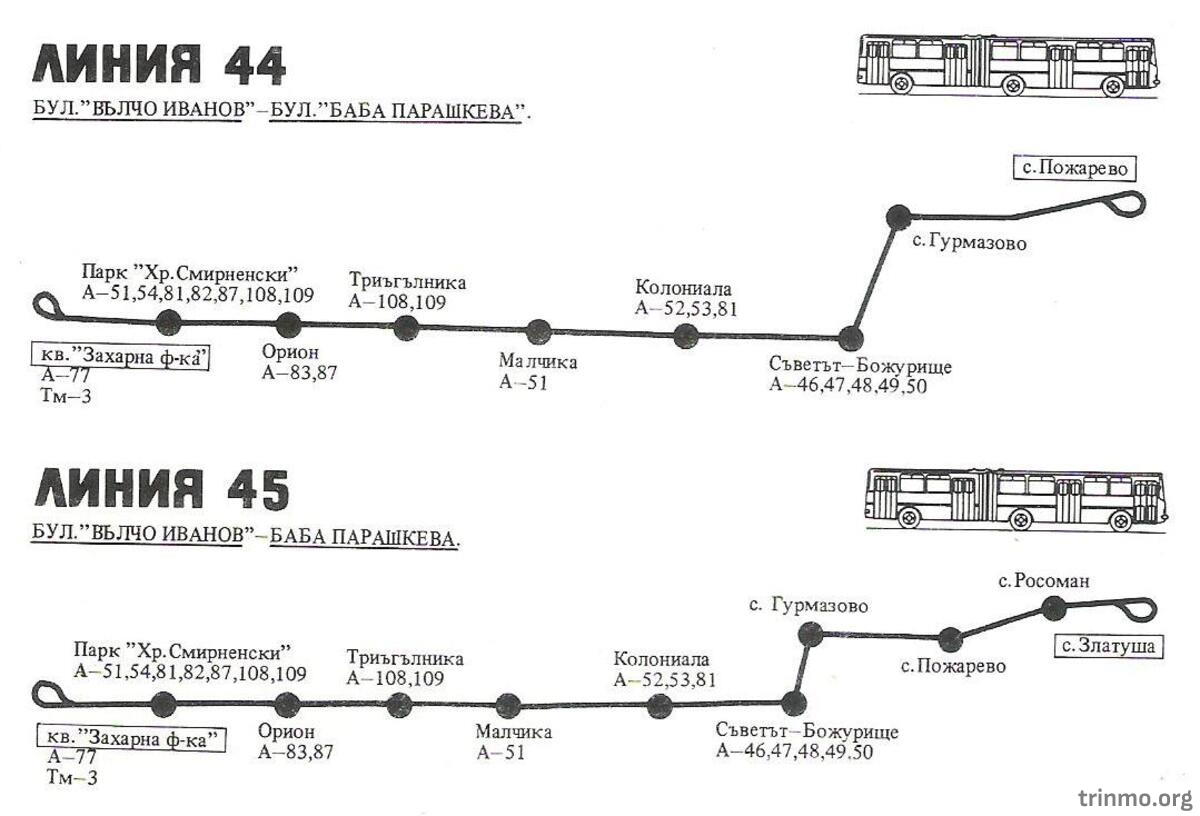 ЛИНИЯ 44
БУЛ."ВЪЛЧО ИВАНОВ"–БУЛ."БАБА ПАРАШКЕВА".
с.Пожарево
с.Гурмазово
Парк "Хр.Смирненски"
А–51,54,81,82,87,108,109
Триъгълника
А–108,109
Колониала
А–52,53,81
кв."Захарна ф-ка"
А–77
Тм–3
Орион
А–83,87
Малчика
А–51
Съветът–Божурище
А–46,47,48,49,50
ЛИНИЯ 45
БУЛ."ВЪЛЧО ИВАНОВ"–БАБА ПАРАШКЕВА.
с.Росоман
с. Гурмазово
с.Златуша
с.Пожарево
Парк "Хр.Смирненски"
А–51,54,81,82,87,108,109
Триъгълника
А–108,109
Колониала
А–52,53,81
кв."Захарна ф-ка"
А–77
Тм–3
Орион
А–83,87
Малчика
А–51
Съветът–Божурище
А–46,47,48,49,50
trinmo.org